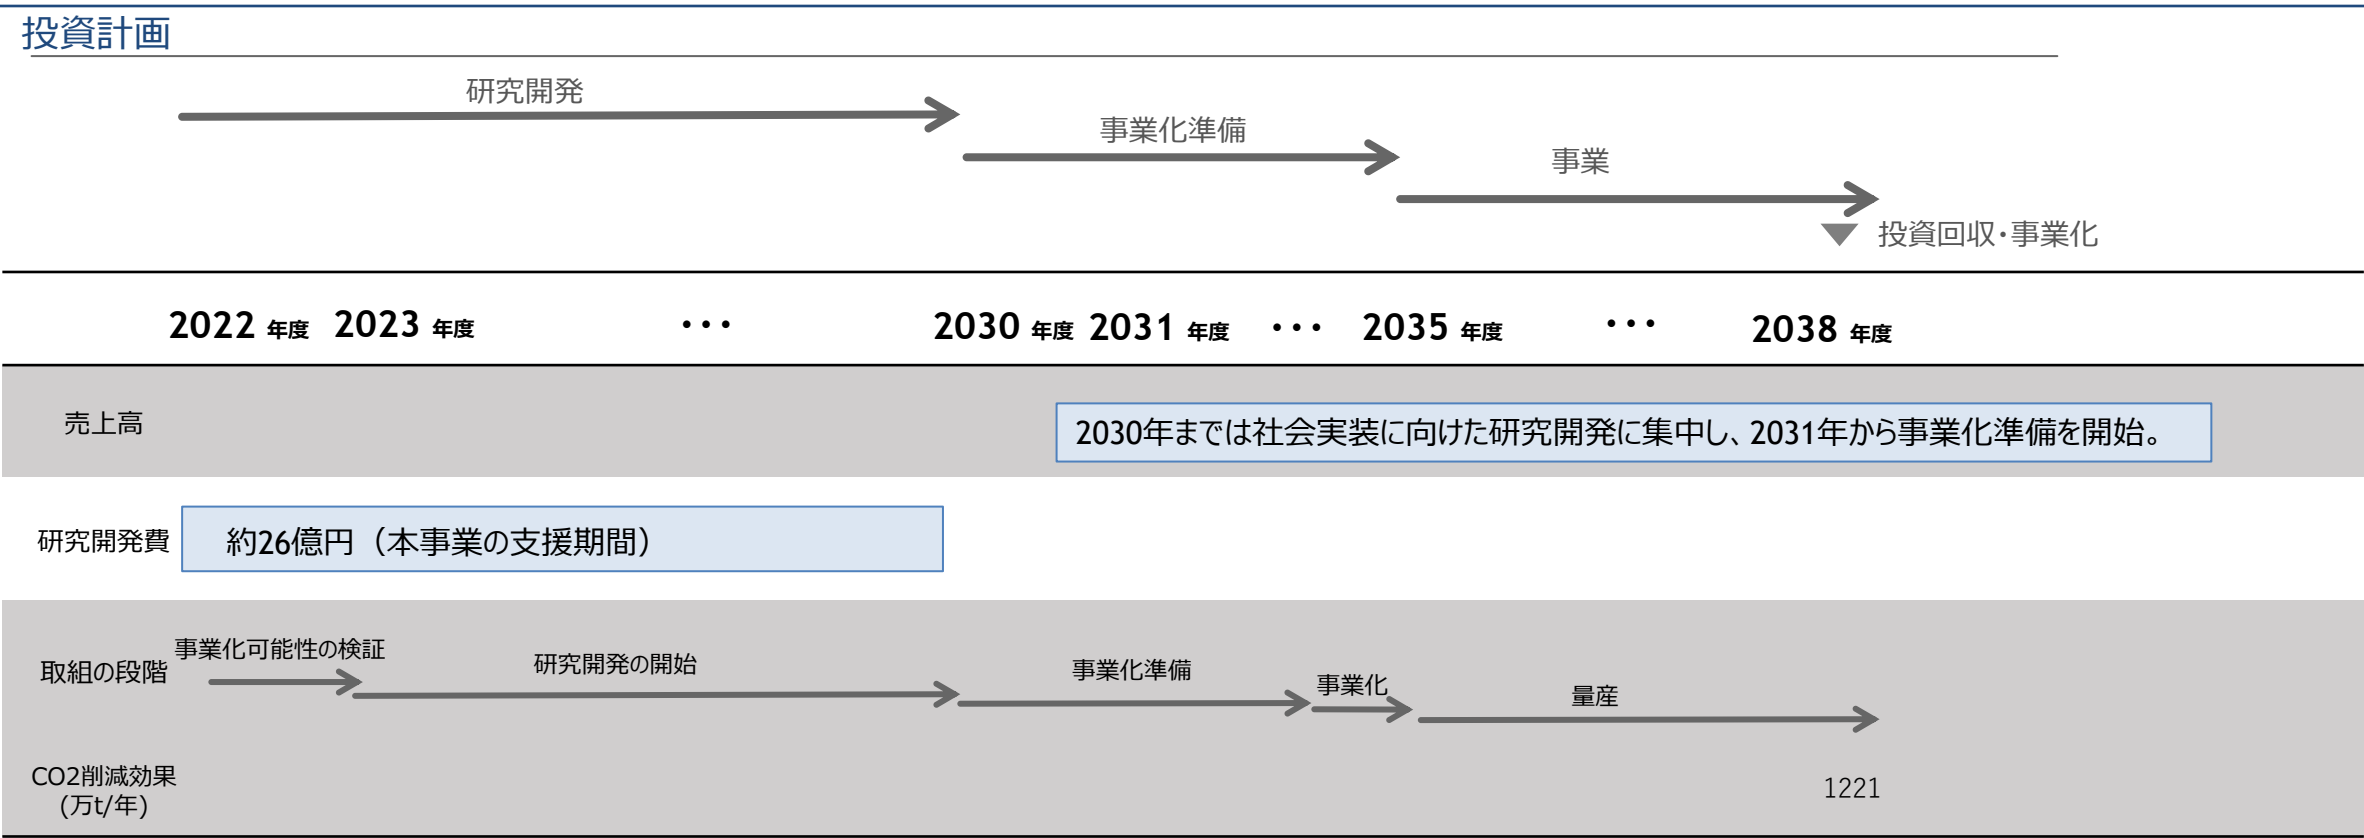 投資計画
研究開発
事業化準備
事業
投資回収・事業化
2022 年度 2023 年度 ・・・ 2030 年度 2031 年度 ・・・ 2035 年度 ・・・ 2038 年度
売上高
2030年までは社会実装に向けた研究開発に集中し、2031年から事業化準備を開始。
研究開発費
約26億円（本事業の支援期間）
取組の段階
事業化可能性の検証
研究開発の開始
事業化準備
事業化
量産
CO2削減効果
(万t/年)
1221